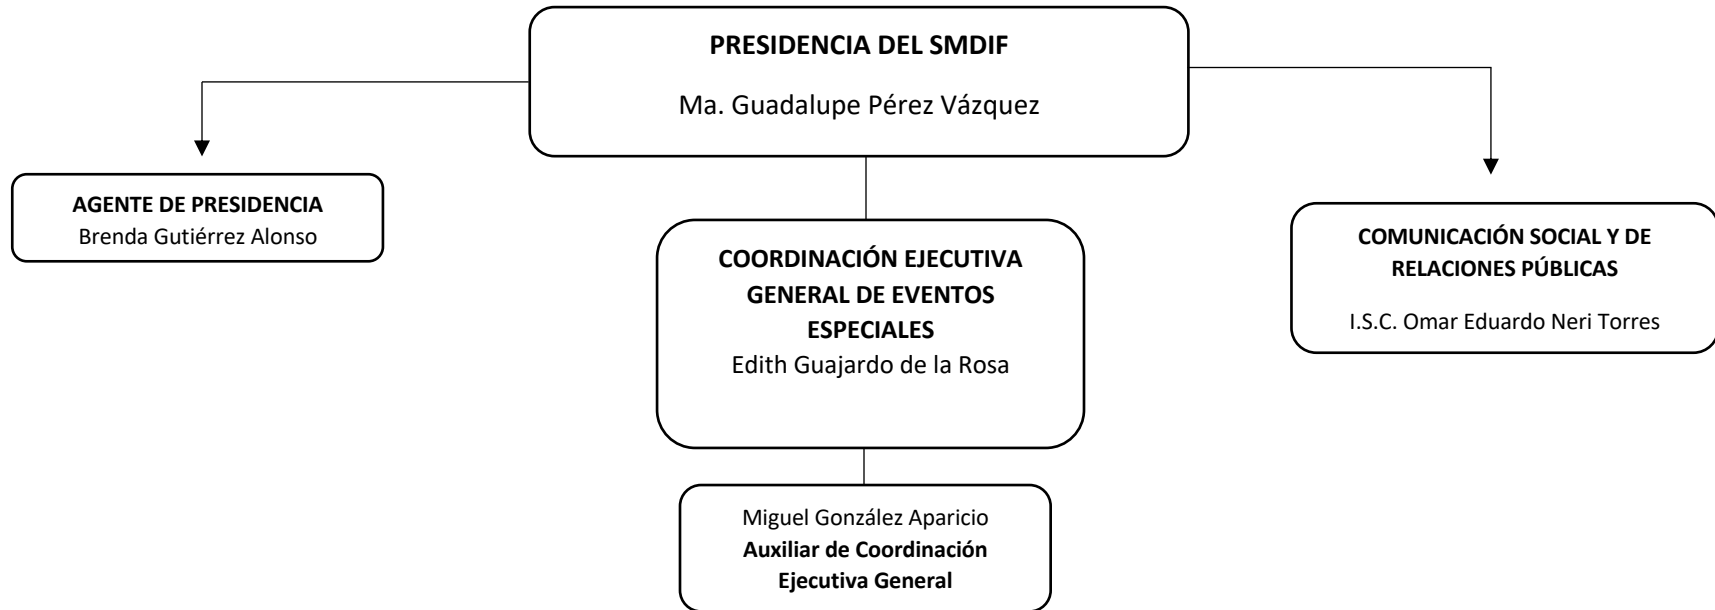 PRESIDENCIA DEL SMDIF
Ma. Guadalupe Pérez Vázquez
AGENTE DE PRESIDENCIA
Brenda Gutiérrez Alonso
COORDINACIÓN EJECUTIVA
GENERAL DE EVENTOS
ESPECIALES
Edith Guajardo de la Rosa
COMUNICACIÓN SOCIAL Y DE
RELACIONES PÚBLICAS
I.S.C. Omar Eduardo Neri Torres
Miguel González Aparicio
Auxiliar de Coordinación
Ejecutiva General